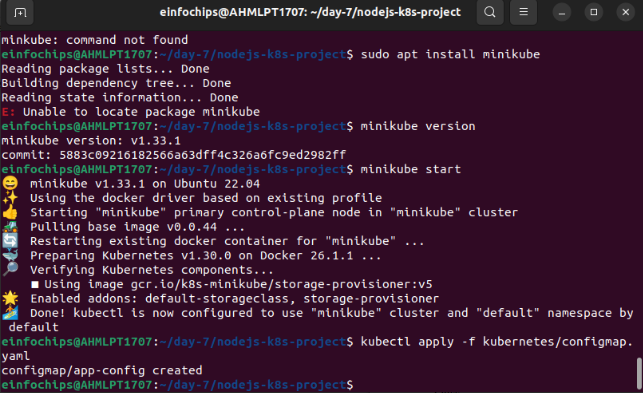 einfochips@AHMLPT1707: ~/day-7/nodejs-k8s-project
minkube: command not found
einfochips@AHMLPT1707:~/day-7/nodejs-k8s-project$ sudo apt install minikube
Reading package lists... Done
Building dependency tree... Done
Reading state information... Done
E: Unable to locate package minikube
einfochips@AHMLPT1707:~/day-7/nodejs-k8s-project$ minikube version
minikube version: v1.33.1
commit: 5883c09216182566a63dff4c326a6fc9ed2982ff
einfochips@AHMLPT1707:~/day-7/nodejs-k8s-project$ minikube start
minikube v1.33.1 on Ubuntu 22.04
Using the docker driver based on existing profile
Starting "minikube" primary control-plane node in "minikube" cluster
Pulling base image v0.0.44 ...
Restarting existing docker container for "minikube" ...
Preparing Kubernetes v1.30.0 on Docker 26.1.1 ...
Verifying Kubernetes components...
Using image gcr.io/k8s-minikube/storage-provisioner:v5
Enabled addons: default-storageclass, storage-provisioner
Done! kubectl is now configured to use "minikube" cluster and "default" namespace by
default
einfochips@AHMLPT1707:~/day-7/nodejs-k8s-project$ kubectl apply -f kubernetes/configmap.
yaml
configmap/app-config created
einfochips@AHMLPT1707:~/day-7/nodejs-k8s-project$